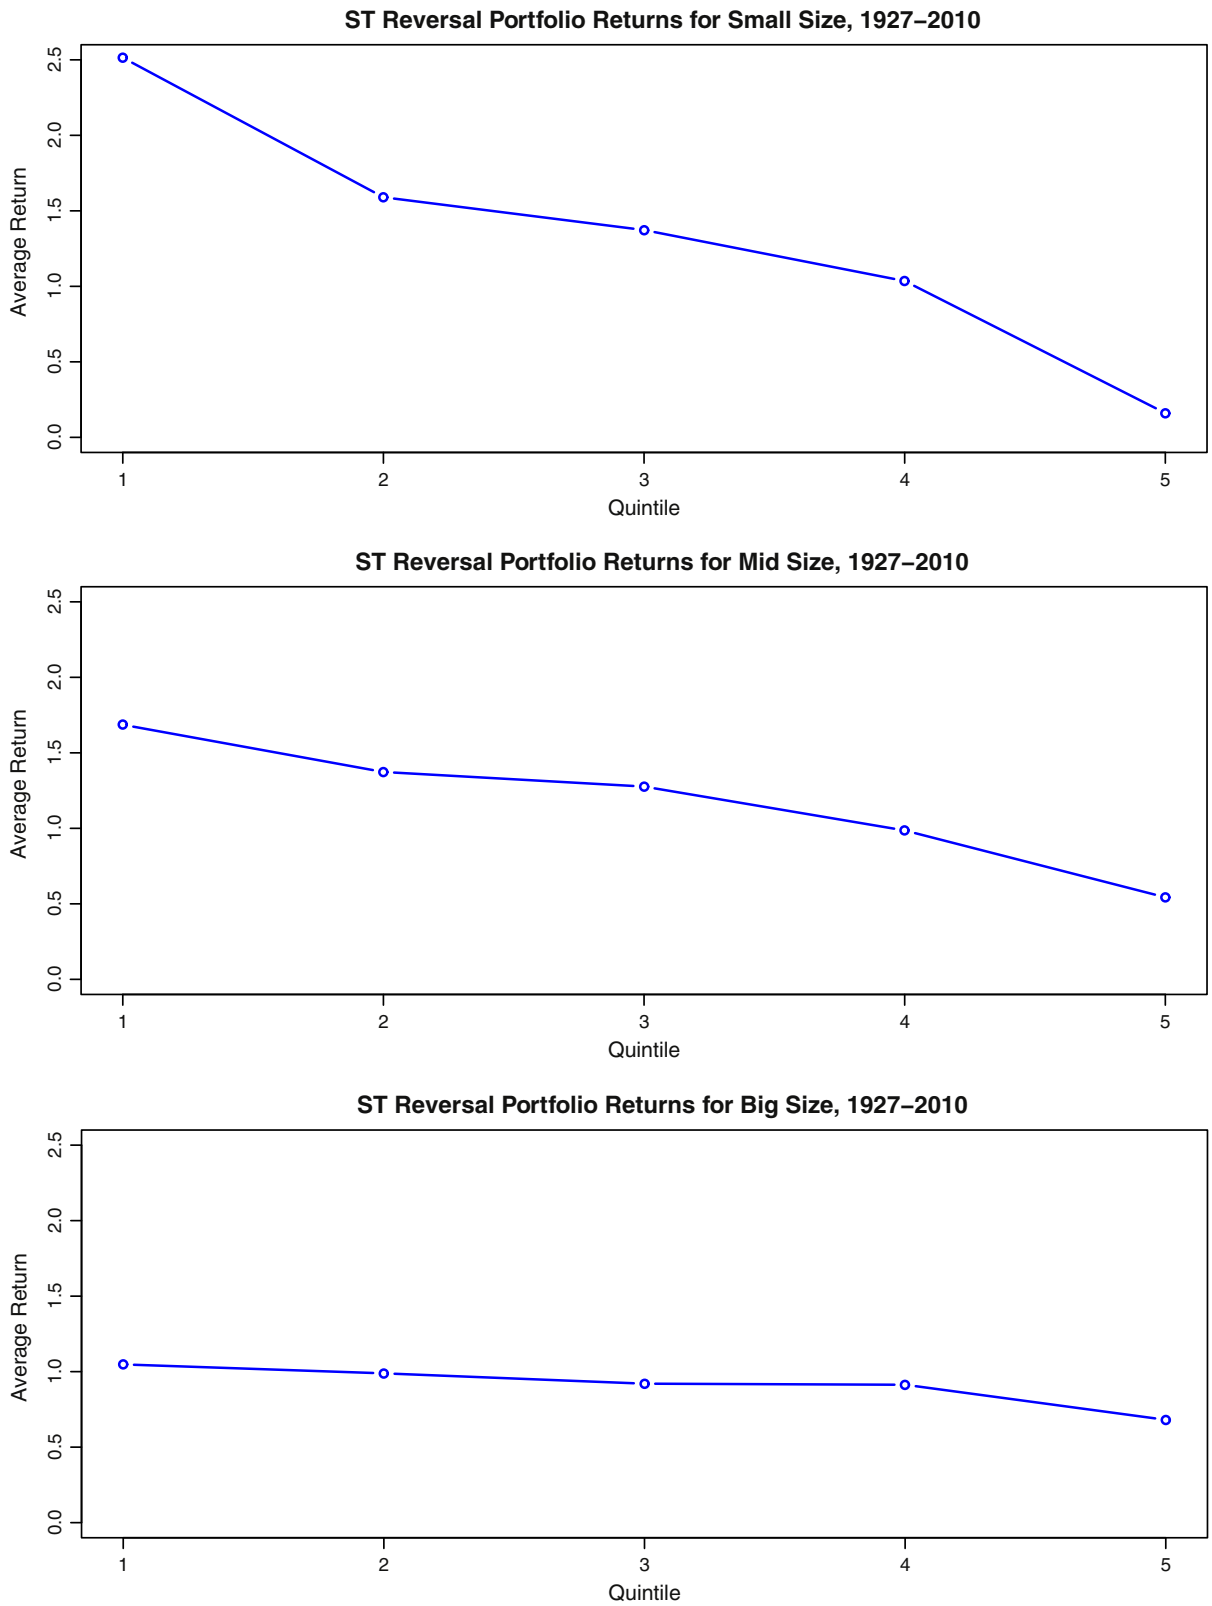 ST Reversal Portfolio Returns for Small Size, 1927–2010
Average Return
2.5
2.0
1.5
1.0
0.5
0.0
1 2 3 4 5
Quintile
ST Reversal Portfolio Returns for Mid Size, 1927–2010
Average Return
2.5
2.0
1.5
1.0
0.5
0.0
1 2 3 4 5
Quintile
ST Reversal Portfolio Returns for Big Size, 1927–2010
Average Return
2.5
2.0
1.5
1.0
0.5
0.0
1 2 3 4 5
Quintile